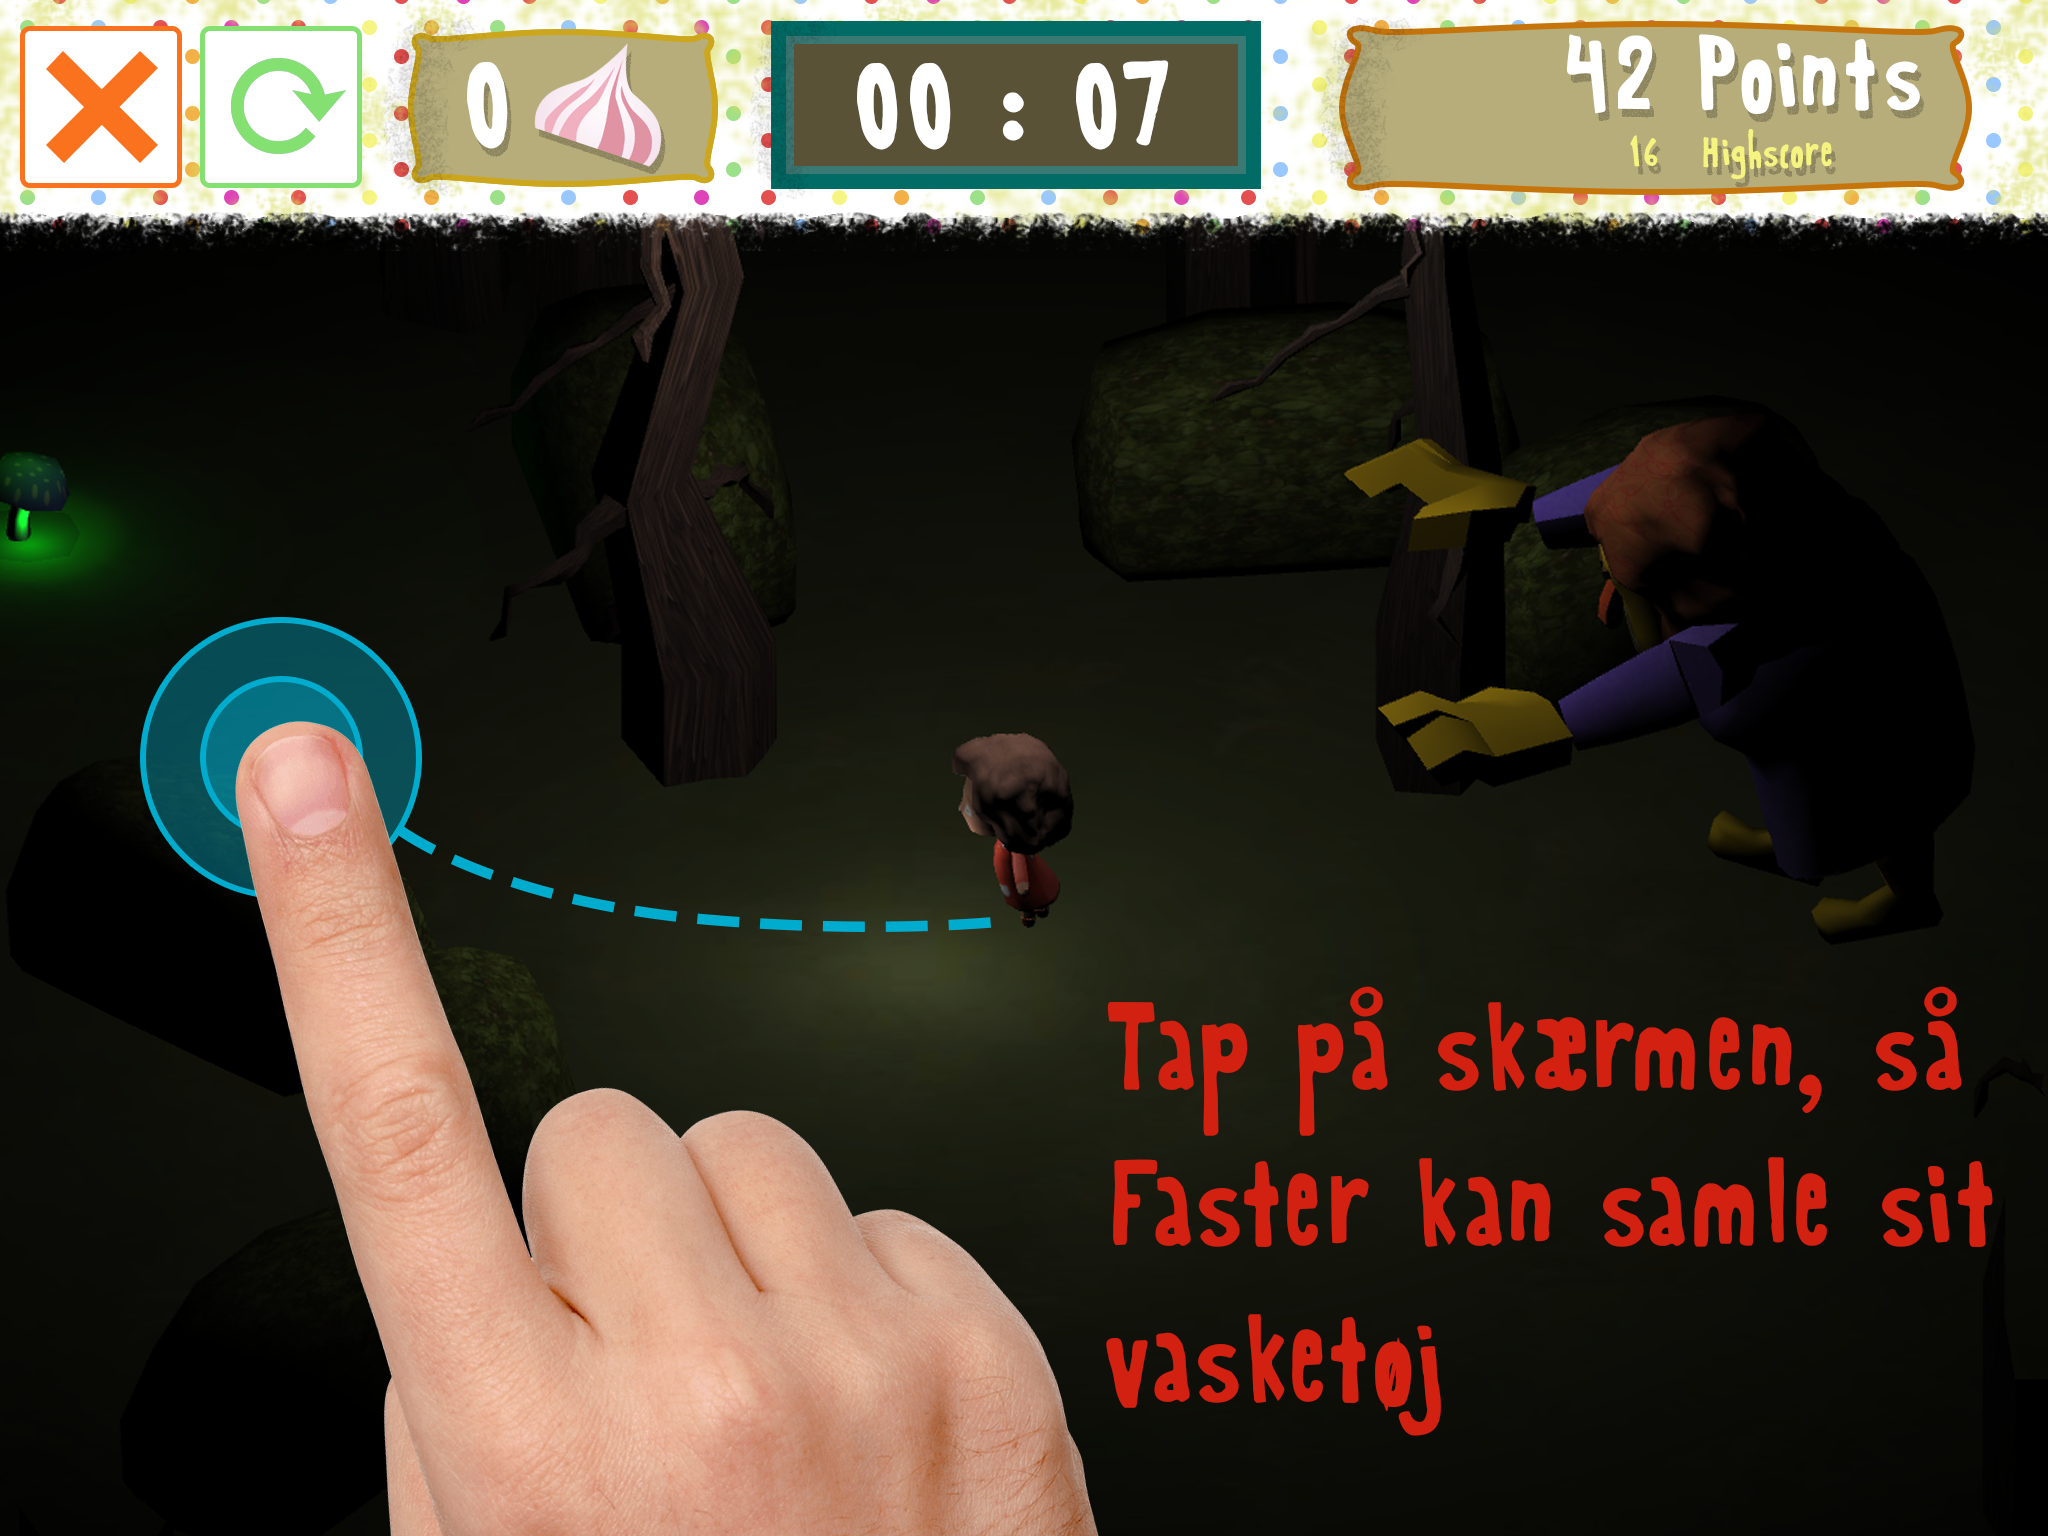 0
00 : 07
42 Points
16 Highscore
Tap på skærmen, så
Faster kan samle sit
vasketøj